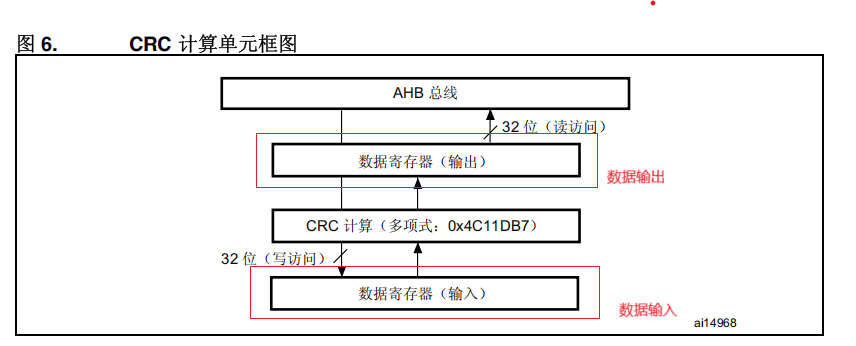 图 6. CRC 计算单元框图
AHB 总线
32 位（读访问）
数据寄存器（输出）
数据输出
CRC 计算（多项式：0x4C11DB7）
32 位（写访问）
数据寄存器（输入）
数据输入
ai14968